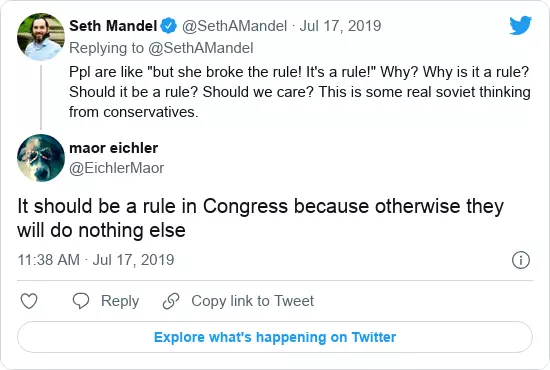 Seth Mandel @SethAMandel · Jul 17, 2019
Replying to @SethAMandel
Ppl are like "but she broke the rule! It's a rule!" Why? Why is it a rule?
Should it be a rule? Should we care? This is some real soviet thinking
from conservatives.
maor eichler
@EichlerMaor
It should be a rule in Congress because otherwise they
will do nothing else
11:38 AM · Jul 17, 2019
Reply
Copy link to Tweet
Explore what's happening on Twitter